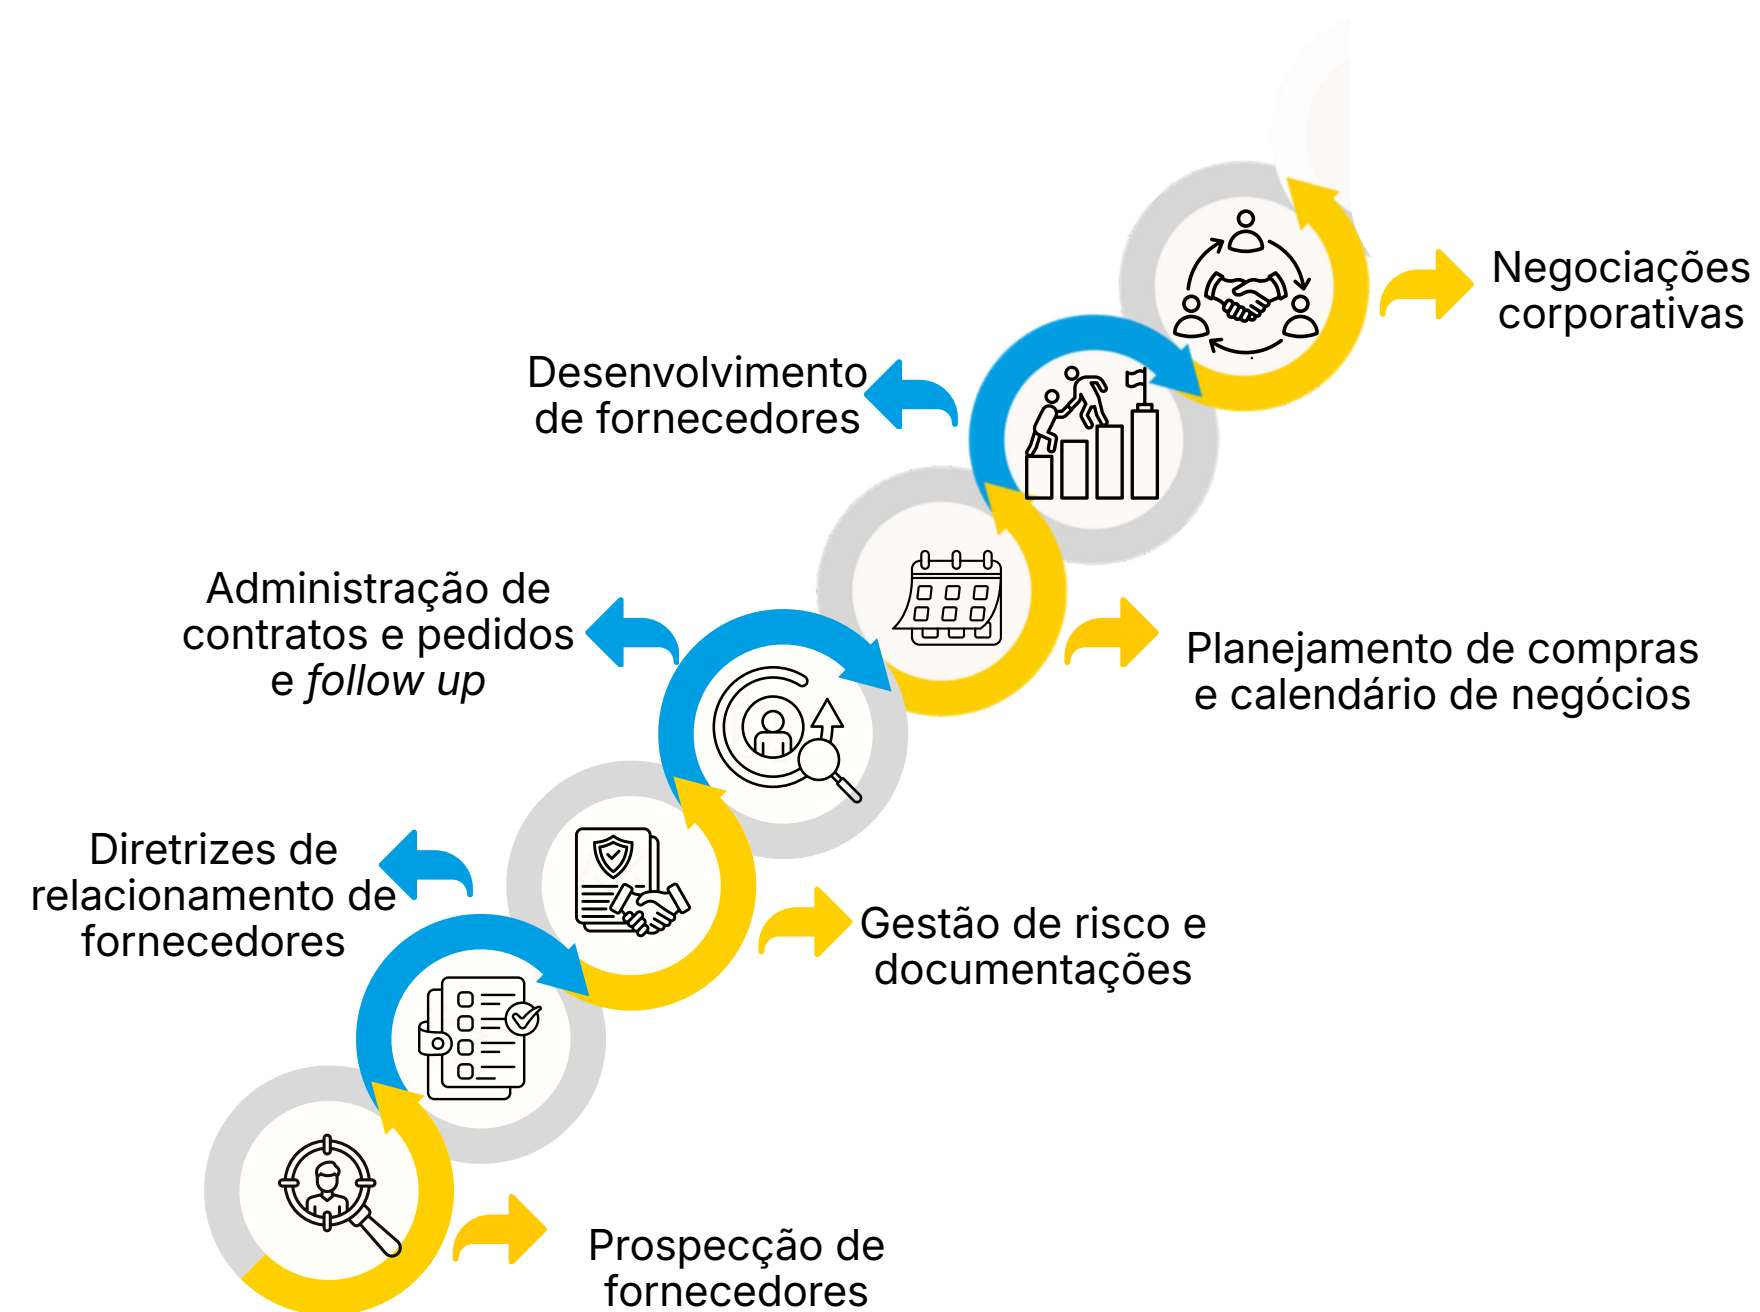 Negociações
corporativas
Desenvolvimento
de fornecedores
Administração de
contratos e pedidos
e follow up
Planejamento de compras
e calendário de negócios
Diretrizes de
relacionamento de
fornecedores
Gestão de risco e
documentações
Prospecção de
fornecedores